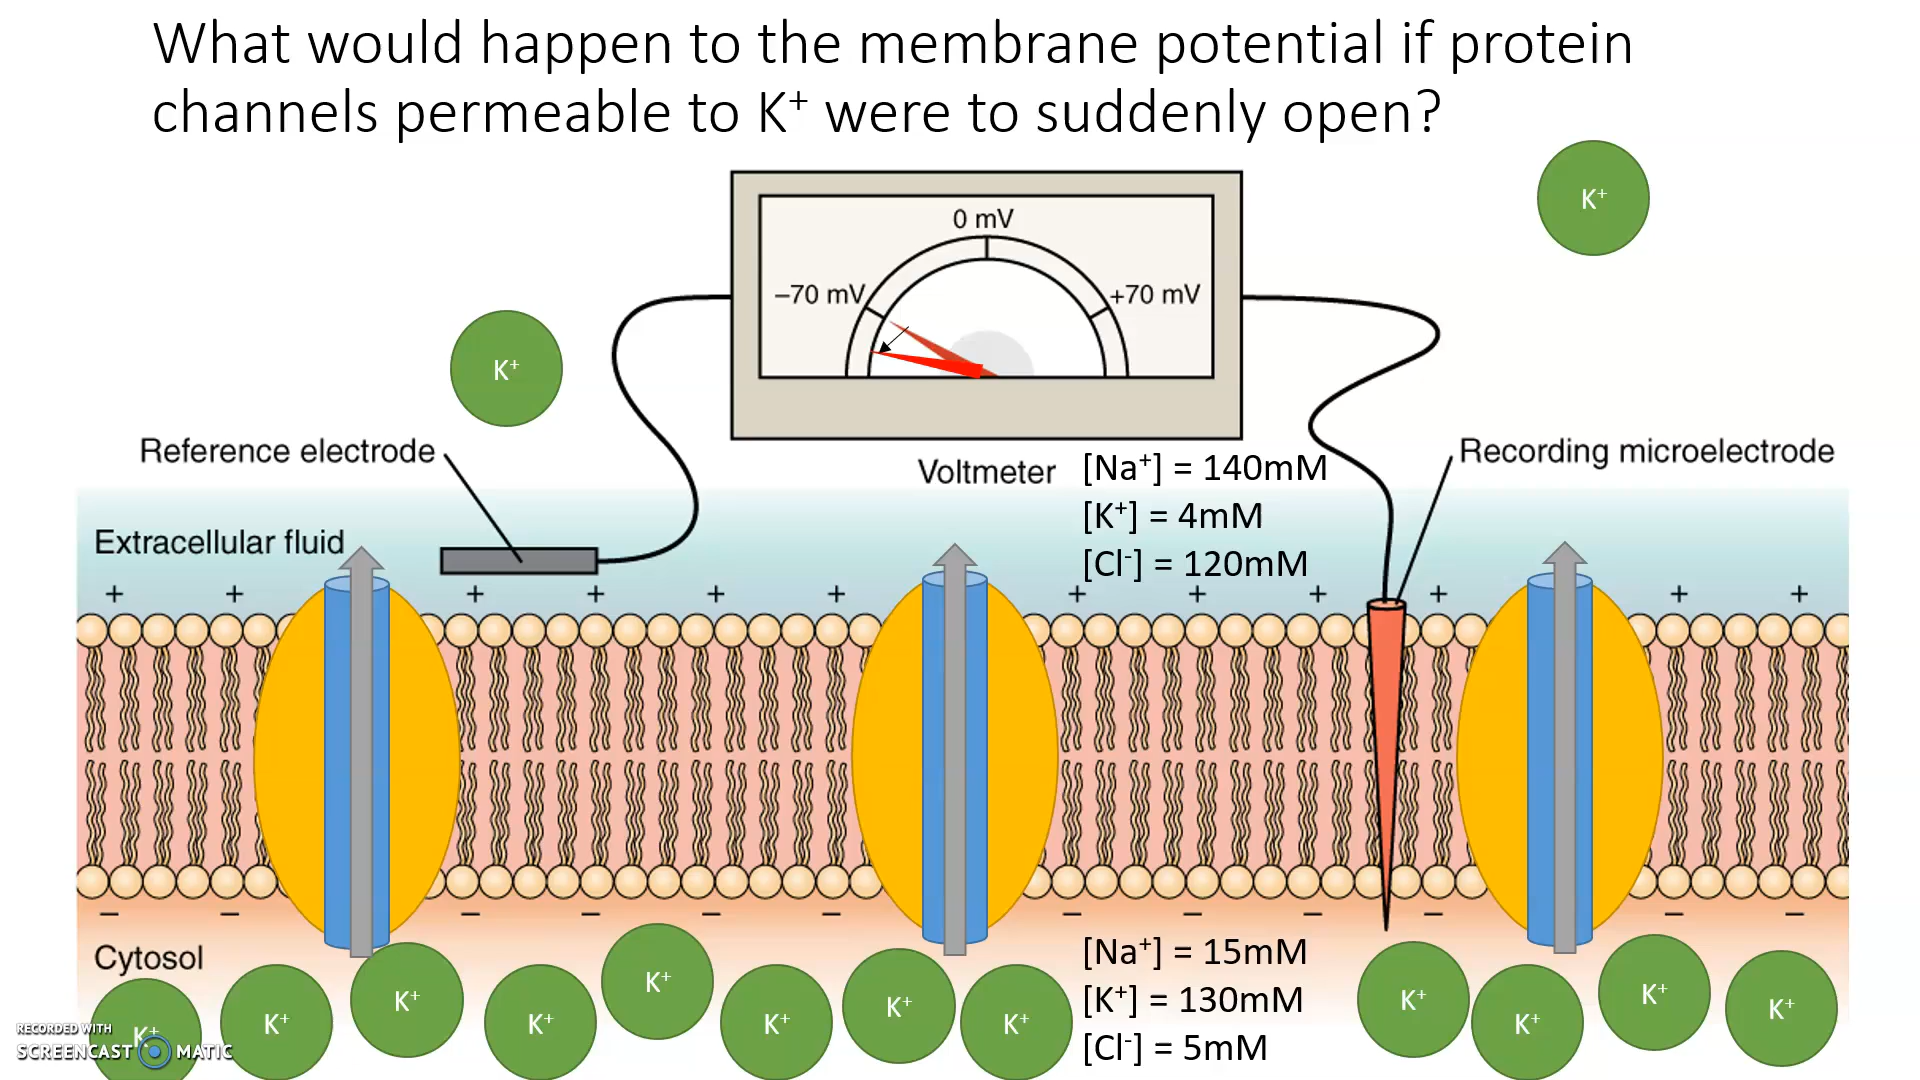 What would happen to the membrane potential if protein
channels permeable to K⁺ were to suddenly open?
K⁺
0 mV
–70 mV
+70 mV
K⁺
Reference electrode
Voltmeter
[Na⁺] = 140mM
[K⁺] = 4mM
[Cl⁻] = 120mM
Recording microelectrode
Extracellular fluid
+ + + + + + + + + + + +
– – – – – – – – – – – –
Cytosol
[Na⁺] = 15mM
[K⁺] = 130mM
[Cl⁻] = 5mM
K⁺ K⁺ K⁺ K⁺ K⁺ K⁺ K⁺ K⁺ K⁺ K⁺ K⁺ K⁺
RECORDED WITH
SCREENCAST MATIC